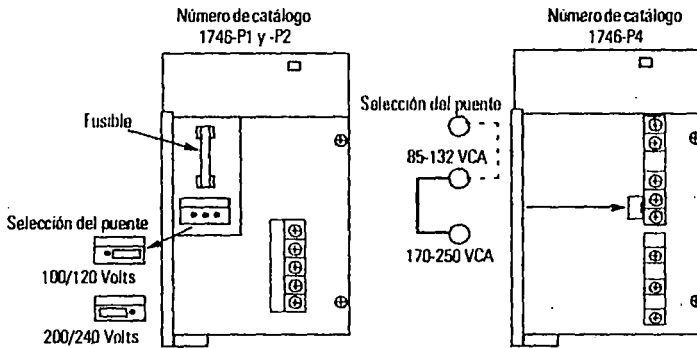 Número de catálogo
1746-P1 y -P2
Fusible
Selección del puente
100/120 Volts
200/240 Volts
Número de catálogo
1746-P4
Selección del puente
85-132 VCA
170-250 VCA